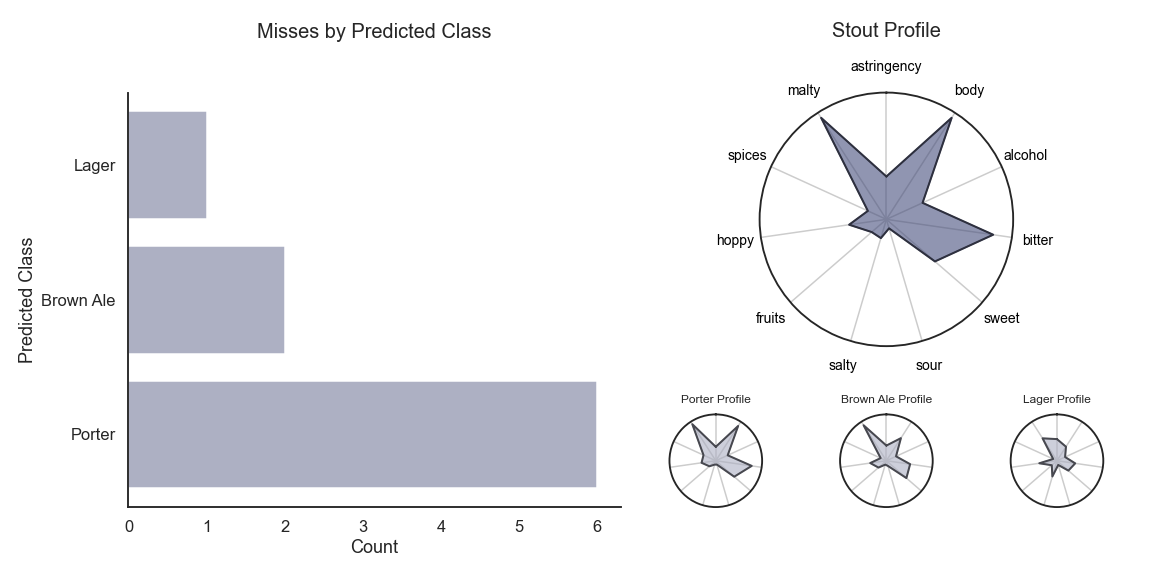 Misses by Predicted Class
Predicted Class
Lager
Brown Ale
Porter
0 1 2 3 4 5 6
Count
Stout Profile
astringency
malty
body
spices
alcohol
hoppy
bitter
fruits
sweet
salty
sour
Porter Profile
Brown Ale Profile
Lager Profile